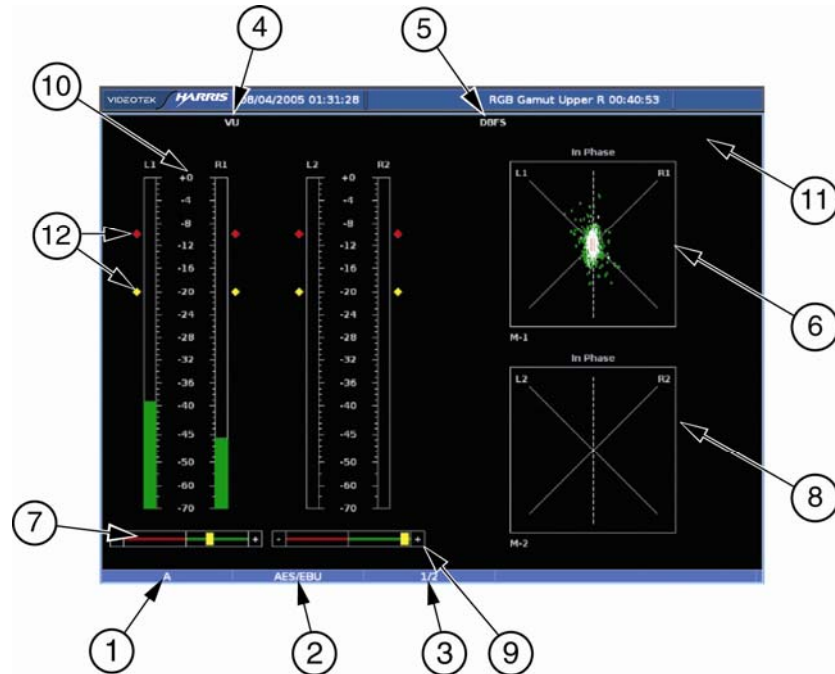 4 5
10 VIDEOTEK HARRIS 08/04/2005 01:31:28 RGB Gamut Upper R 00:40:53
VU DBFS
L1 R1 L2 R2 In Phase
+0 +0
L1 R1
-4 -4
11
-8 -8
12
-12 -12
-16 -16
-20 -20
6
-24 -24
-28 -28
M-1
-32 -32
In Phase
-36 -36
L2 R2
-40 -40
-45 -45
8
-50 -50
-60 -60
-70 -70
7
+ - +
M-2
A AES/EBU 1/2
1 2 3 9